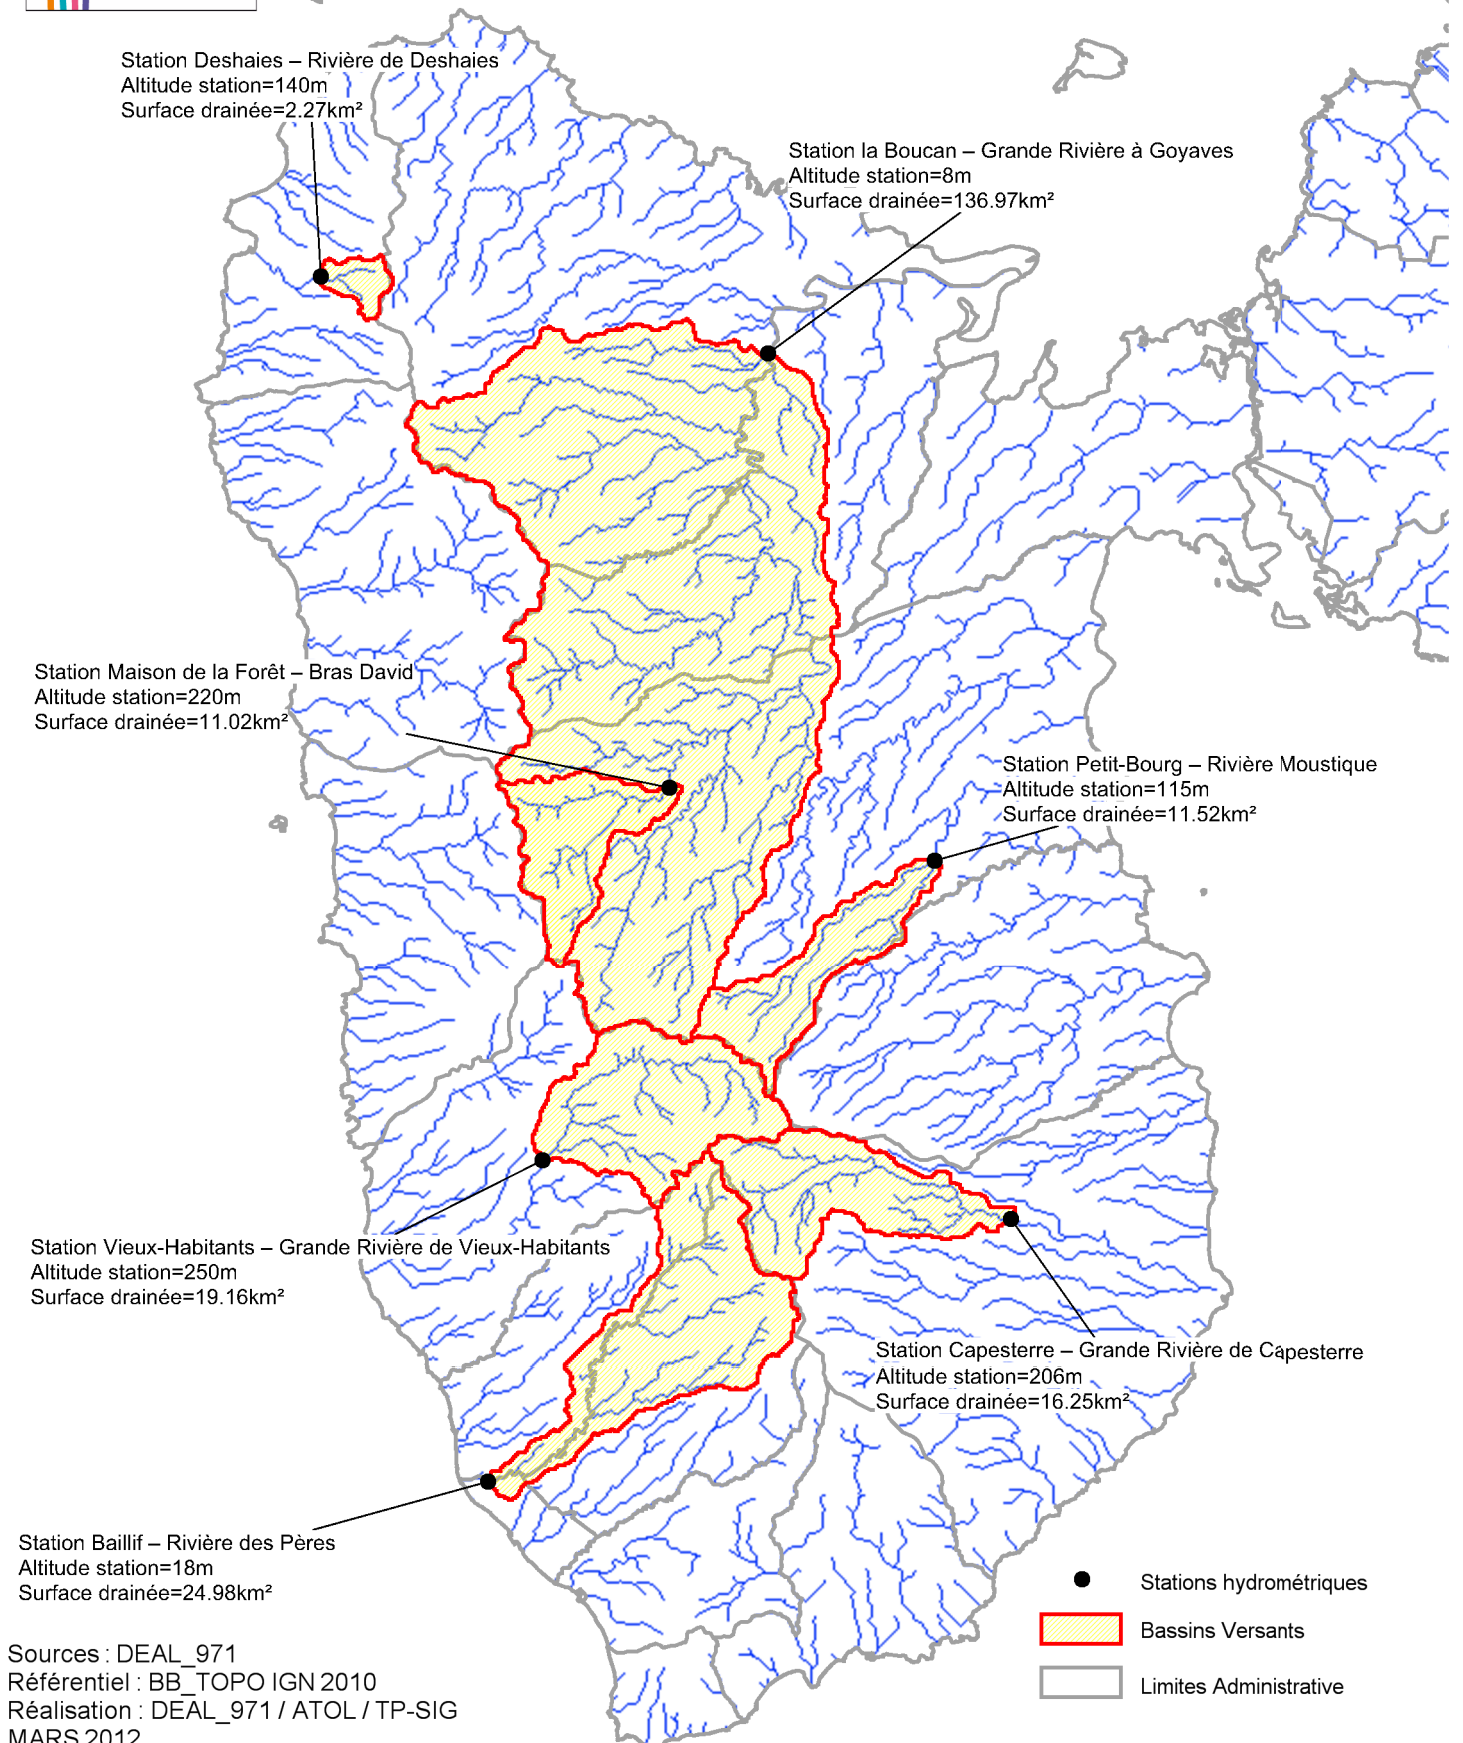 Station Deshaies – Rivière de Deshaies
Altitude station=140m
Surface drainée=2.27km²
Station la Boucan – Grande Rivière à Goyaves
Altitude station=8m
Surface drainée=136.97km²
Station Maison de la Forêt – Bras David
Altitude station=220m
Surface drainée=11.02km²
Station Petit-Bourg – Rivière Moustique
Altitude station=115m
Surface drainée=11.52km²
Station Vieux-Habitants – Grande Rivière de Vieux-Habitants
Altitude station=250m
Surface drainée=19.16km²
Station Capesterre – Grande Rivière de Capesterre
Altitude station=206m
Surface drainée=16.25km²
Station Baillif – Rivière des Pères
Altitude station=18m
Surface drainée=24.98km²
Stations hydrométriques
Bassins Versants
Limites Administrative
Sources : DEAL_971
Référentiel : BB_TOPO IGN 2010
Réalisation : DEAL_971 / ATOL / TP-SIG
MARS 2012